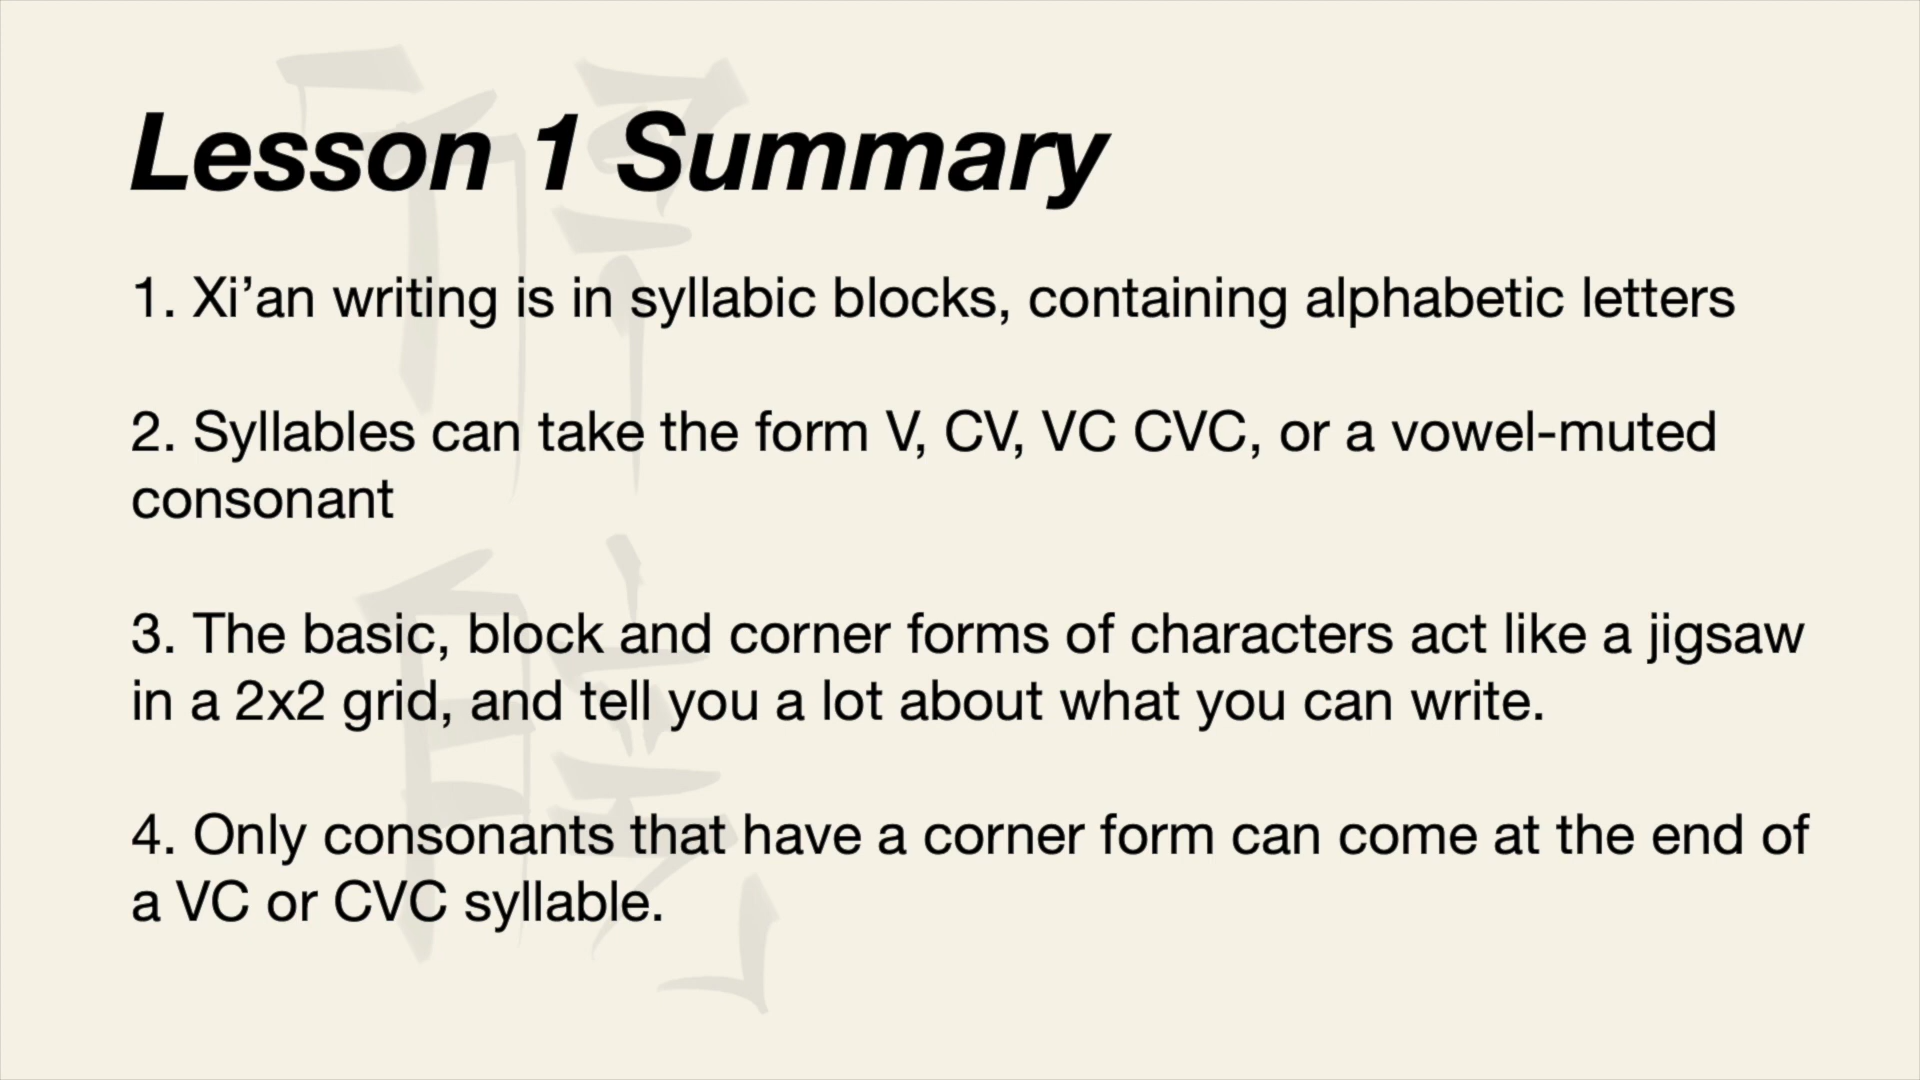 Lesson 1 Summary
1. Xi’an writing is in syllabic blocks, containing alphabetic letters
2. Syllables can take the form V, CV, VC CVC, or a vowel-muted
consonant
3. The basic, block and corner forms of characters act like a jigsaw
in a 2x2 grid, and tell you a lot about what you can write.
4. Only consonants that have a corner form can come at the end of
a VC or CVC syllable.